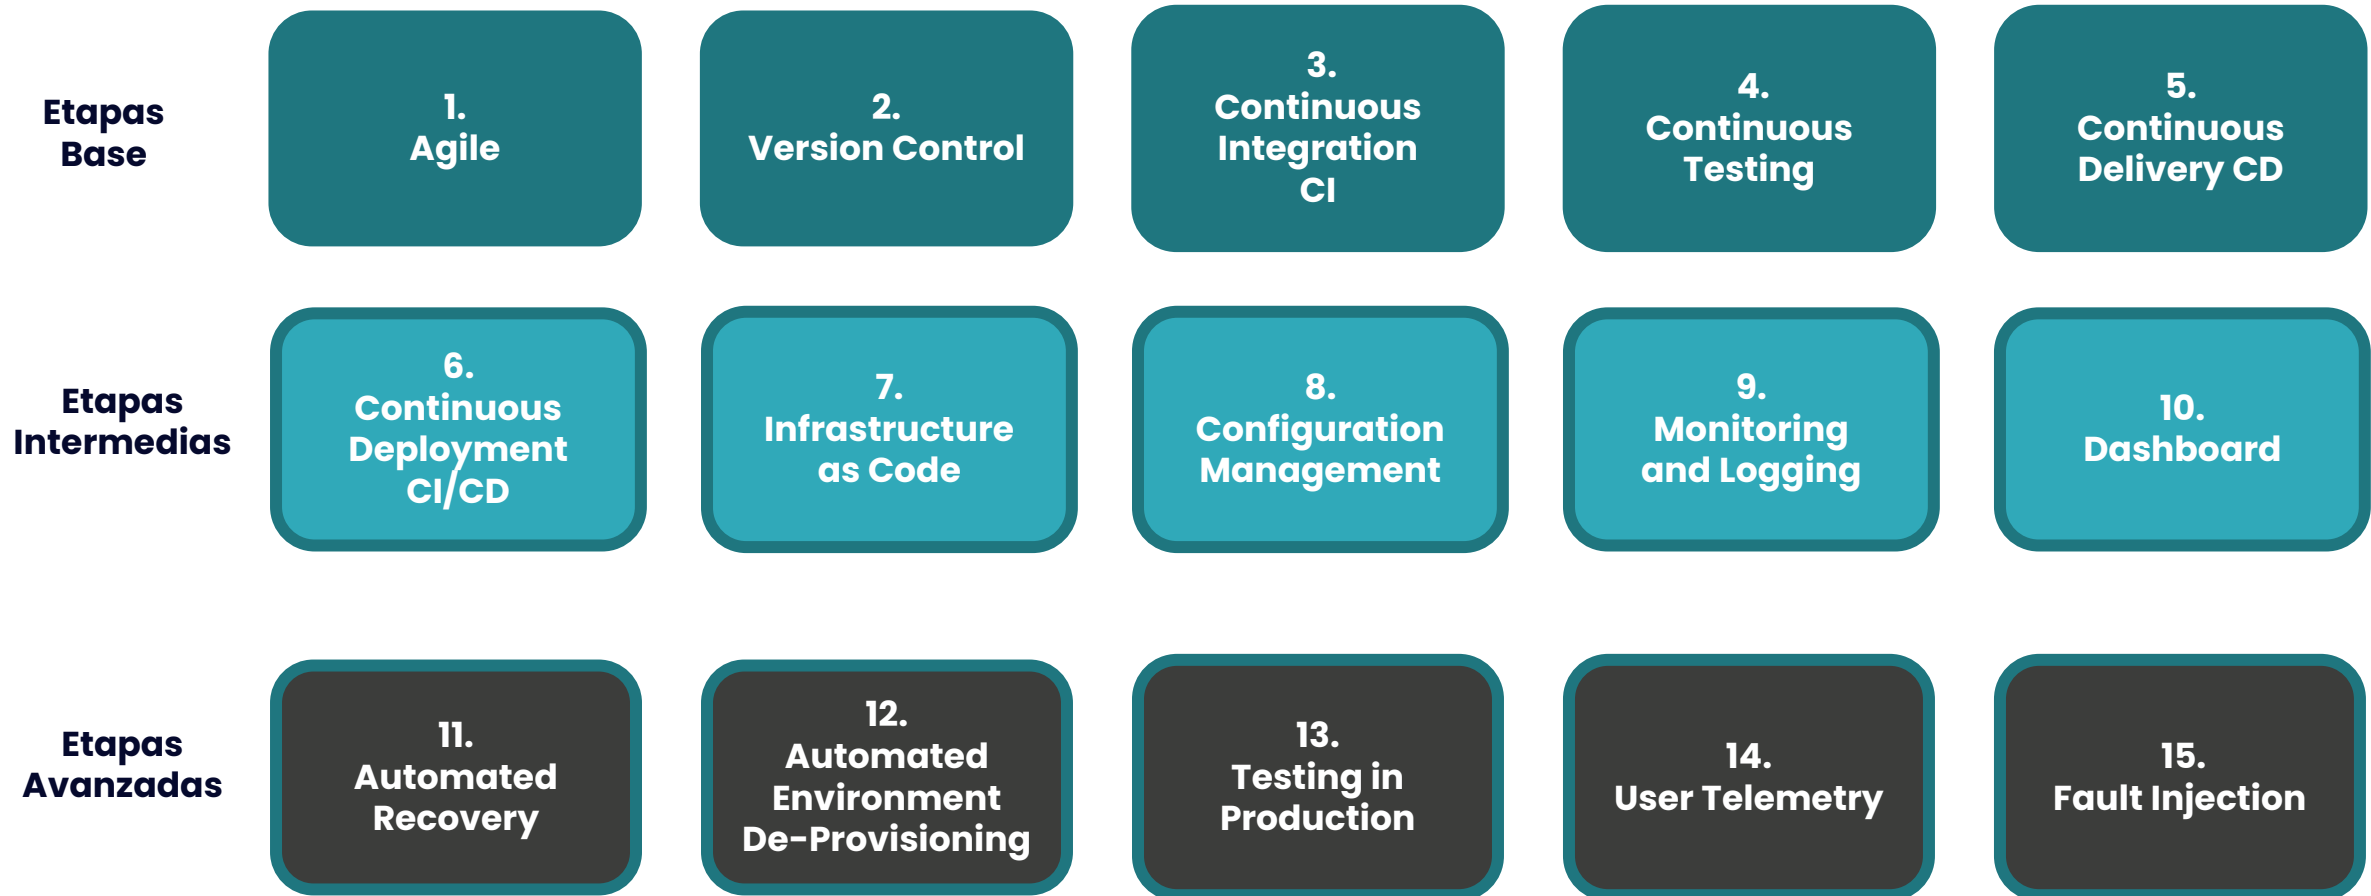 Etapas
Base
1.
Agile
2.
Version Control
3.
Continuous
Integration
CI
4.
Continuous
Testing
5.
Continuous
Delivery CD
Etapas
Intermedias
6.
Continuous
Deployment
CI/CD
7.
Infrastructure
as Code
8.
Configuration
Management
9.
Monitoring
and Logging
10.
Dashboard
Etapas
Avanzadas
11.
Automated
Recovery
12.
Automated
Environment
De-Provisioning
13.
Testing in
Production
14.
User Telemetry
15.
Fault Injection